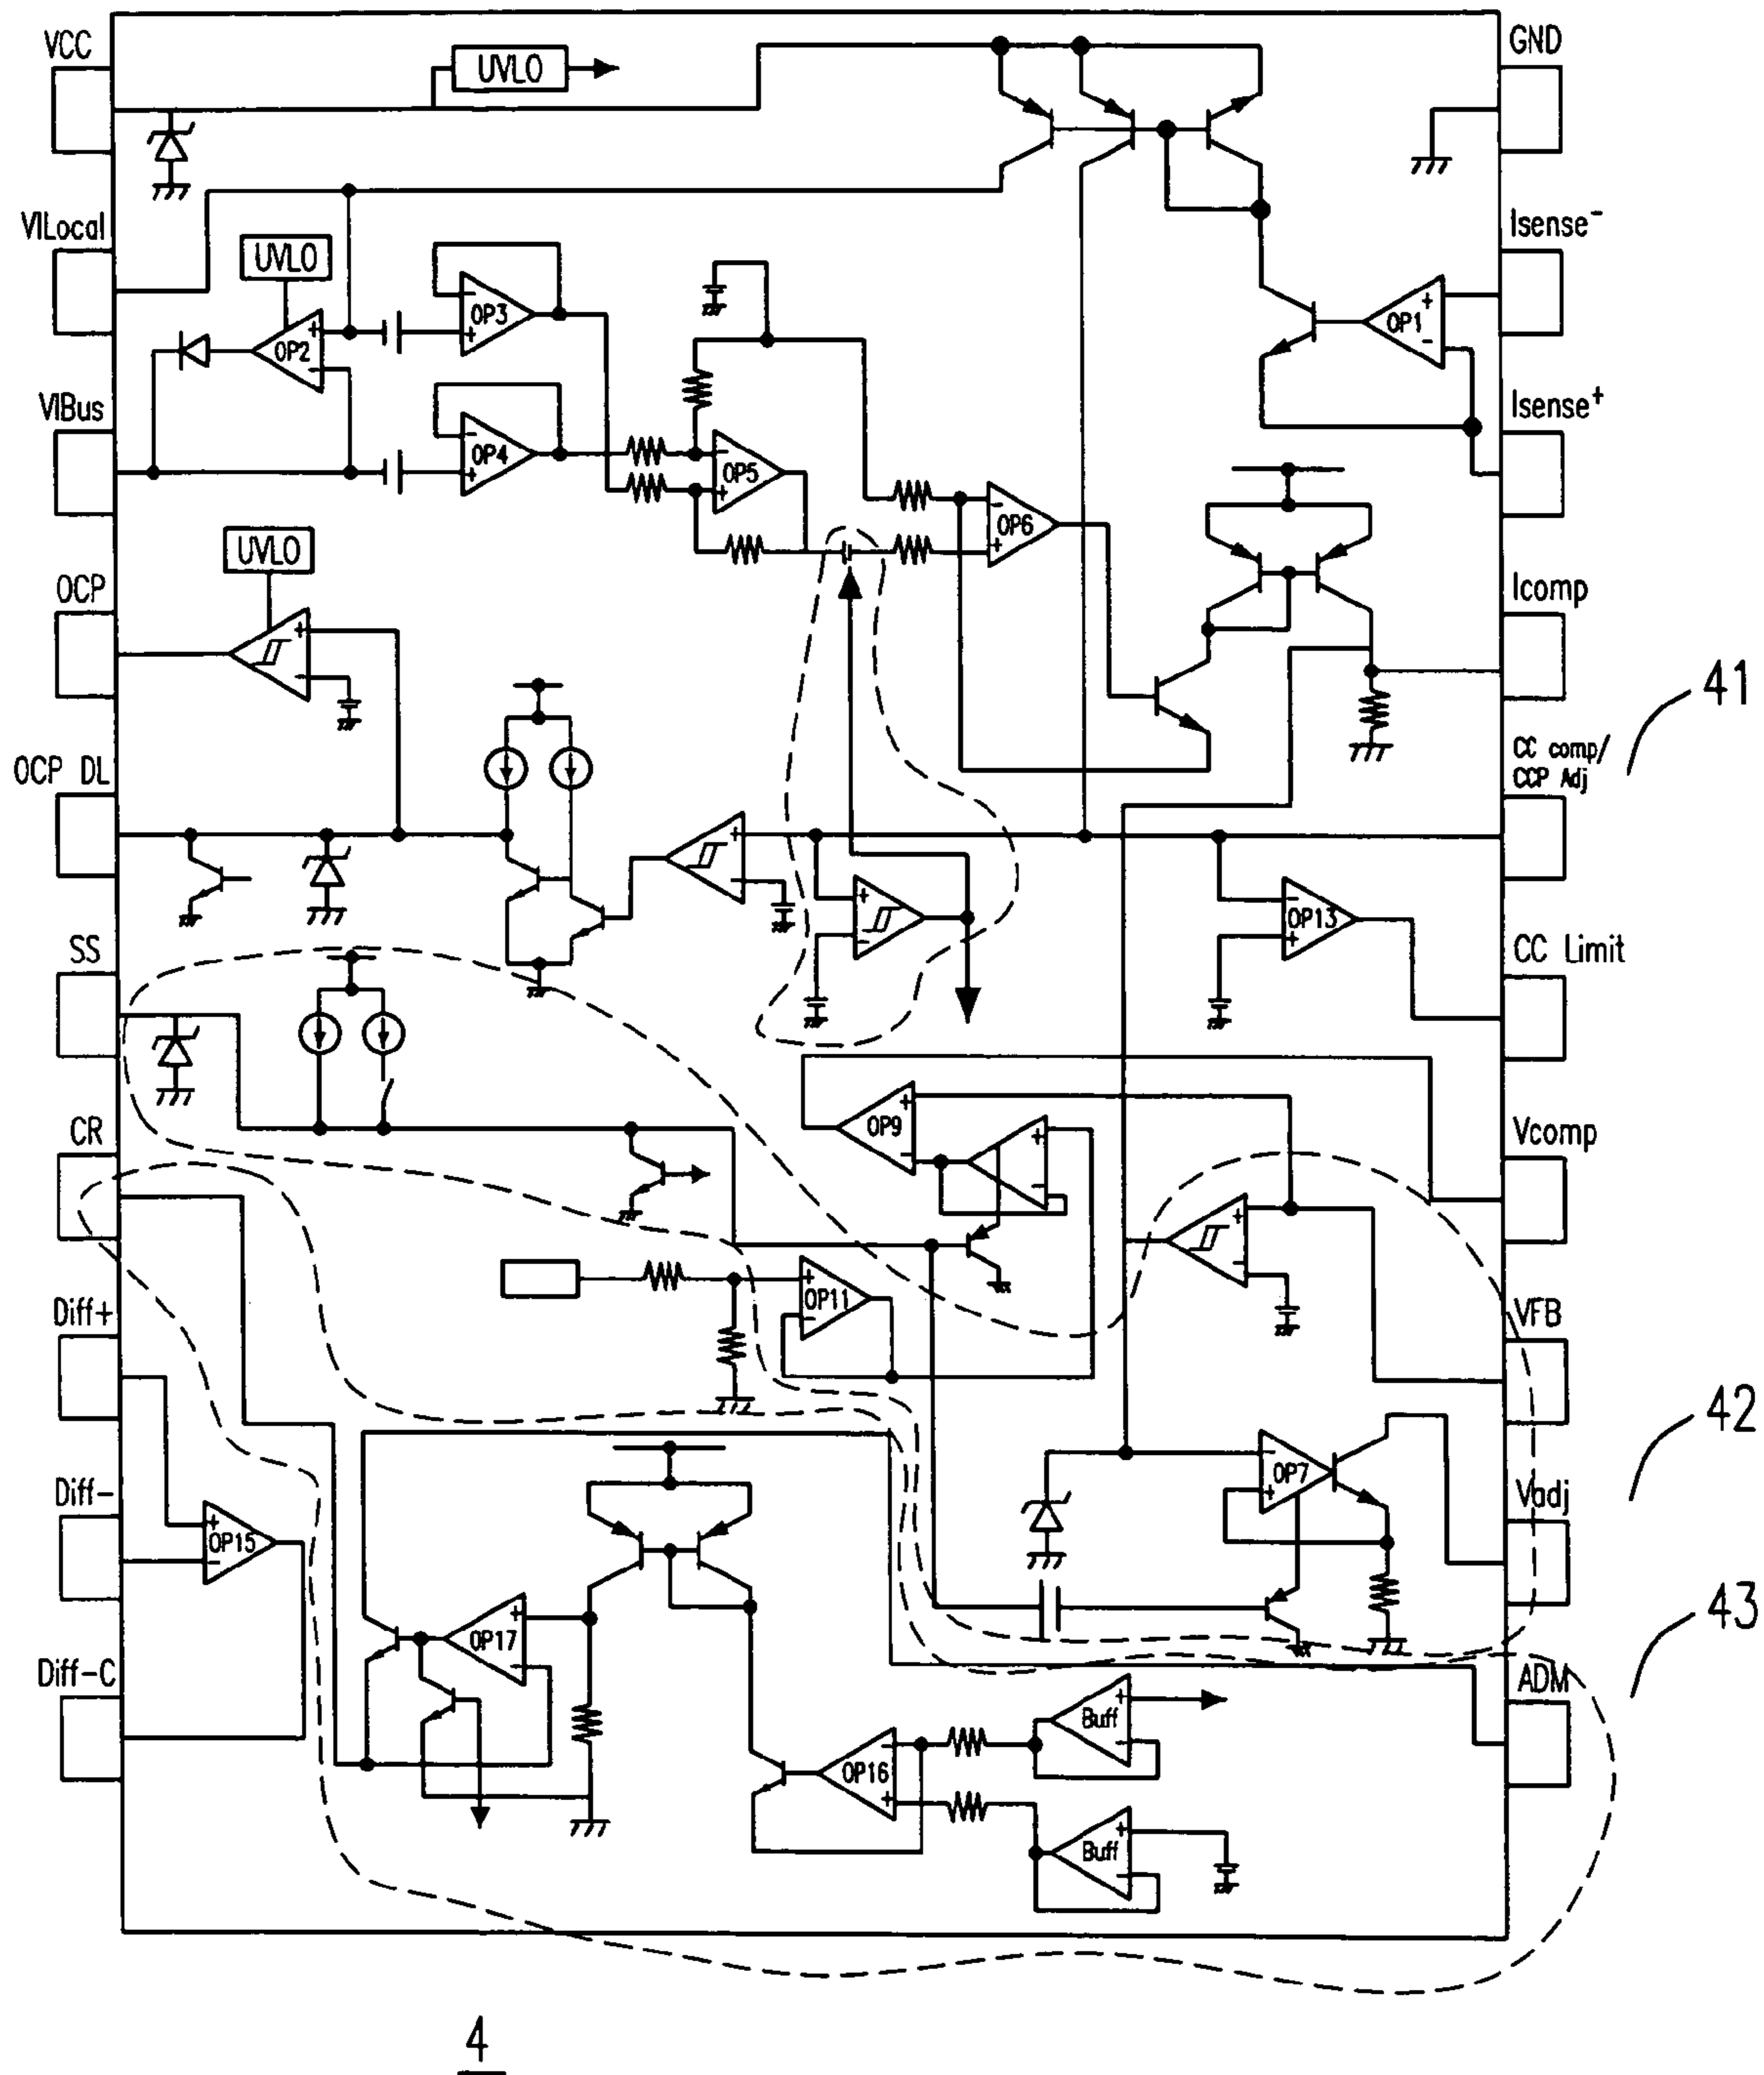 VCC
UVLO
GND
VILocal
UVLO
Isense-
OP3
OP1
OP2
VIBus
Isense+
OP4
OP5
OP6
UVLO
OCP
Icomp
41
OCP DL
CC comp/
CCP Adj
OP13
SS
CC Limit
CR
OP9
Vcomp
OP11
Diff+
VFB
42
OP7
Diff-
Vadj
OP15
43
OP17
Diff-C
ADM
Buff
OP16
Buff
4